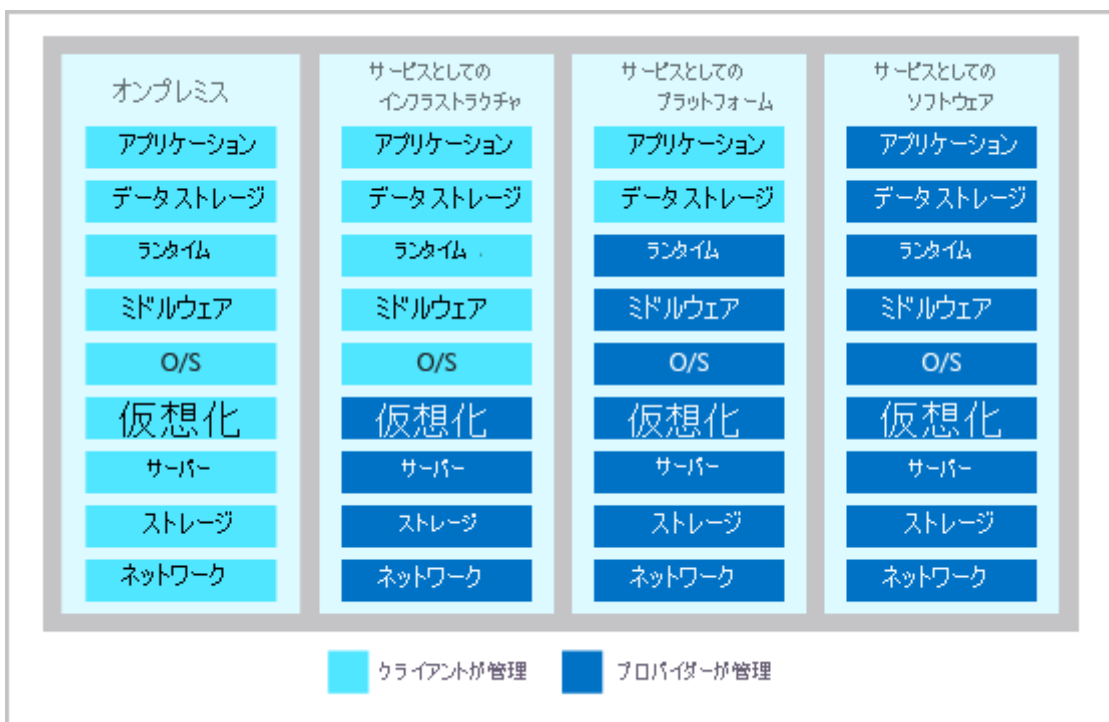 オンプレミス
アプリケーション
データストレージ
ランタイム
ミドルウェア
O/S
仮想化
サーバー
ストレージ
ネットワーク
サービスとしての
インフラストラクチャ
アプリケーション
データストレージ
ランタイム
ミドルウェア
O/S
仮想化
サーバー
ストレージ
ネットワーク
サービスとしての
プラットフォーム
アプリケーション
データストレージ
ランタイム
ミドルウェア
O/S
仮想化
サーバー
ストレージ
ネットワーク
サービスとしての
ソフトウェア
アプリケーション
データストレージ
ランタイム
ミドルウェア
O/S
仮想化
サーバー
ストレージ
ネットワーク
クライアントが管理
プロバイダーが管理